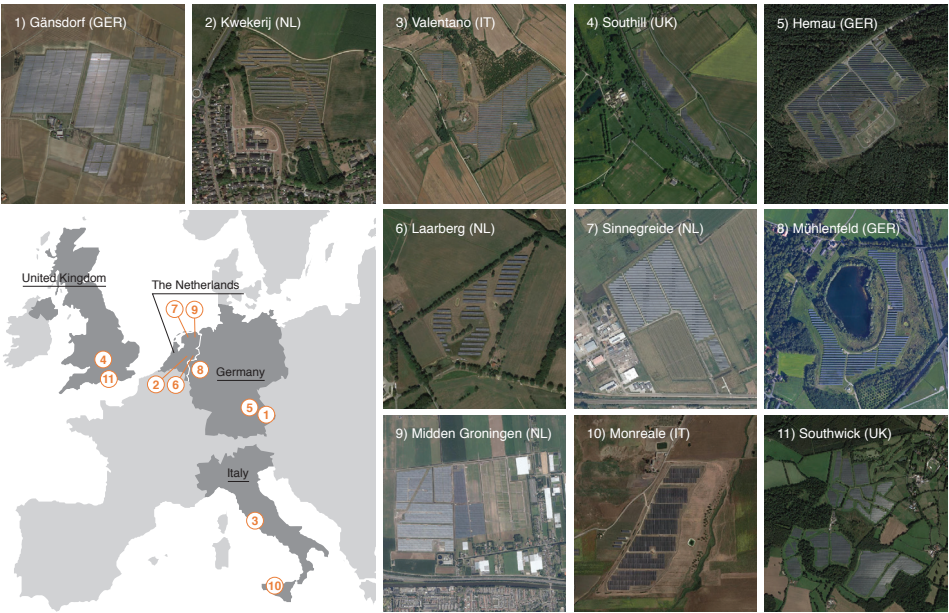 1) Gänsdorf (GER)
2) Kwekerij (NL)
3) Valentano (IT)
4) Southill (UK)
5) Hemau (GER)
6) Laarberg (NL)
7) Sinnegreide (NL)
8) Mühlenfeld (GER)
9) Midden Groningen (NL)
10) Monreale (IT)
11) Southwick (UK)
United Kingdom
The Netherlands
7
9
4
11
2
6
8
Germany
5
1
Italy
3
10